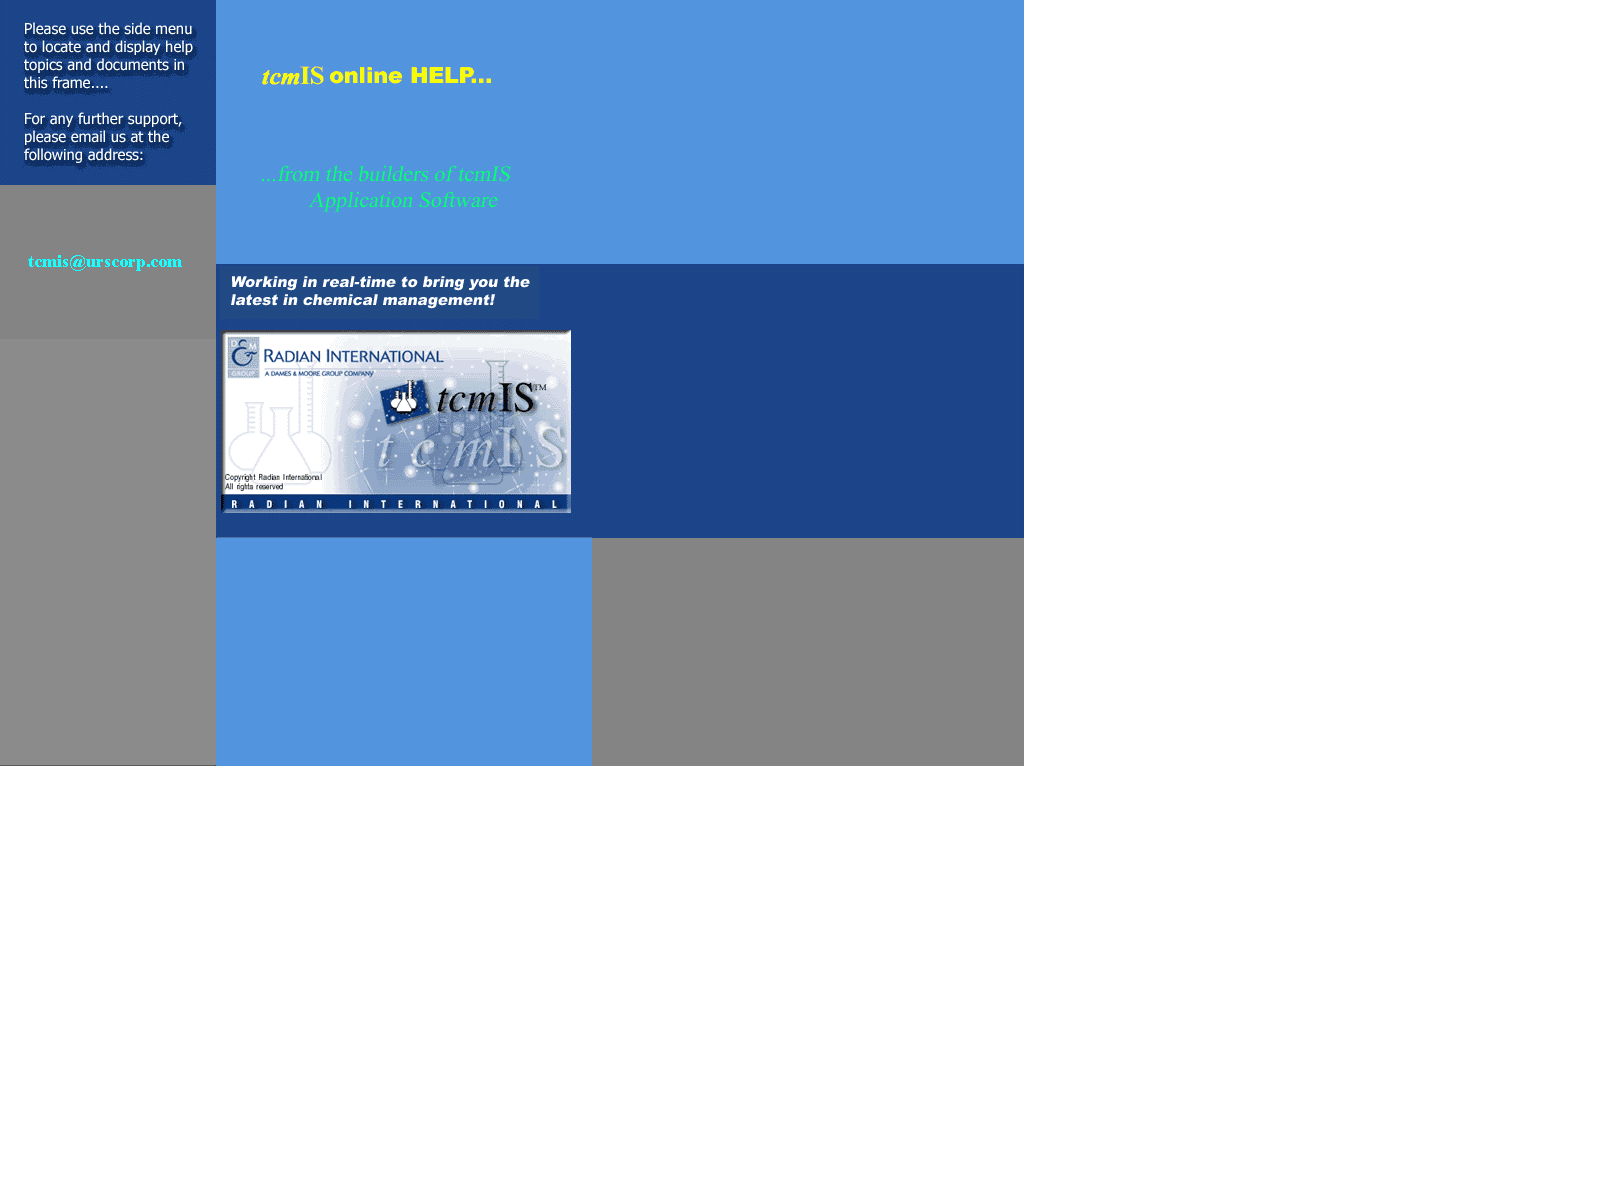 Please use the side menu
to locate and display help
topics and documents in
this frame....
For any further support,
please email us at the
following address:
tcmis@urscorp.com
tcmIS online HELP...
...from the builders of tcmIS
Application Software
Working in real-time to bring you the
latest in chemical management!
D & M
GROUP
RADIAN INTERNATIONAL
A DAMES & MOORE GROUP COMPANY
tcmIS™
tcmIS
Copyright Radian International
All rights reserved
RADIAN INTERNATIONAL